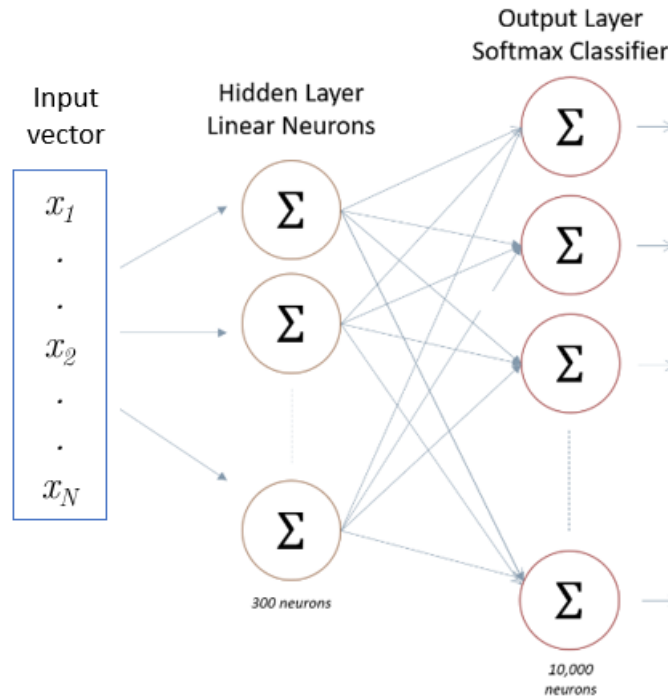 Output Layer
Softmax Classifier
Hidden Layer
Linear Neurons
Input
vector
x1
.
.
x2
.
.
xN
Σ
Σ
Σ
Σ
Σ
Σ
Σ
300 neurons
10,000
neurons